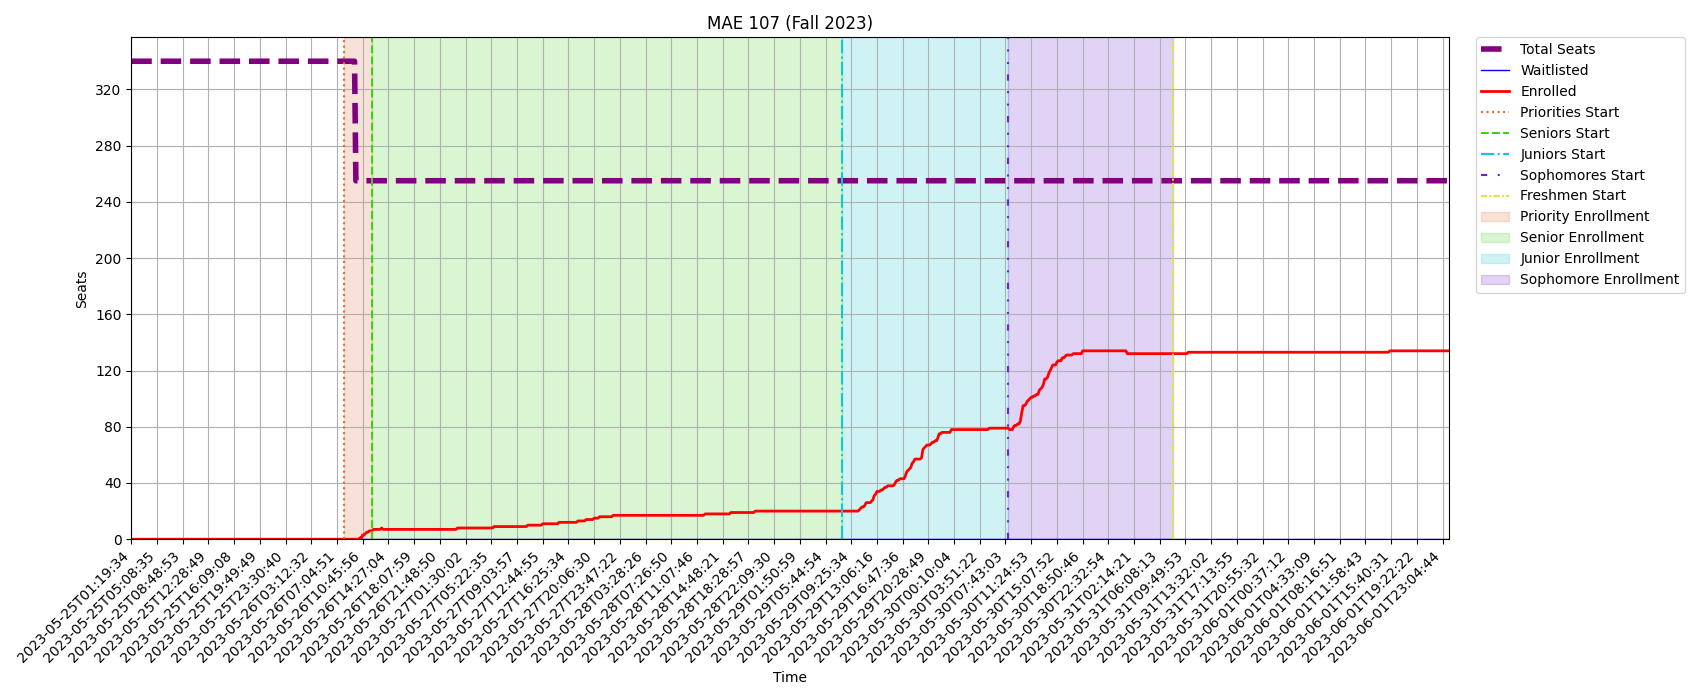 MAE 107 (Fall 2023)
Total Seats
Waitlisted
Enrolled
Priorities Start
Seniors Start
Juniors Start
Sophomores Start
Freshmen Start
Priority Enrollment
Senior Enrollment
Junior Enrollment
Sophomore Enrollment
Seats
320
280
240
200
160
120
80
40
0
2023-05-25T01:19:34
2023-05-25T05:08:35
2023-05-25T08:48:53
2023-05-25T12:28:49
2023-05-25T16:09:08
2023-05-25T19:49:49
2023-05-25T23:30:40
2023-05-26T03:12:32
2023-05-26T07:04:51
2023-05-26T10:45:56
2023-05-26T14:27:04
2023-05-26T18:07:59
2023-05-26T21:48:50
2023-05-27T01:30:02
2023-05-27T05:22:35
2023-05-27T09:03:57
2023-05-27T12:44:55
2023-05-27T16:25:34
2023-05-27T20:06:30
2023-05-27T23:47:22
2023-05-28T03:28:26
2023-05-28T07:26:50
2023-05-28T11:07:46
2023-05-28T14:48:21
2023-05-28T18:28:57
2023-05-28T22:09:30
2023-05-29T01:50:59
2023-05-29T05:44:54
2023-05-29T09:25:34
2023-05-29T13:06:16
2023-05-29T16:47:36
2023-05-29T20:28:49
2023-05-30T00:10:04
2023-05-30T03:51:22
2023-05-30T07:43:03
2023-05-30T11:24:53
2023-05-30T15:07:52
2023-05-30T18:50:46
2023-05-30T22:32:54
2023-05-31T02:14:21
2023-05-31T06:08:13
2023-05-31T09:49:53
2023-05-31T13:32:02
2023-05-31T17:13:55
2023-05-31T20:55:32
2023-06-01T00:37:12
2023-06-01T04:33:09
2023-06-01T08:16:51
2023-06-01T11:58:43
2023-06-01T15:40:31
2023-06-01T19:22:22
2023-06-01T23:04:44
Time